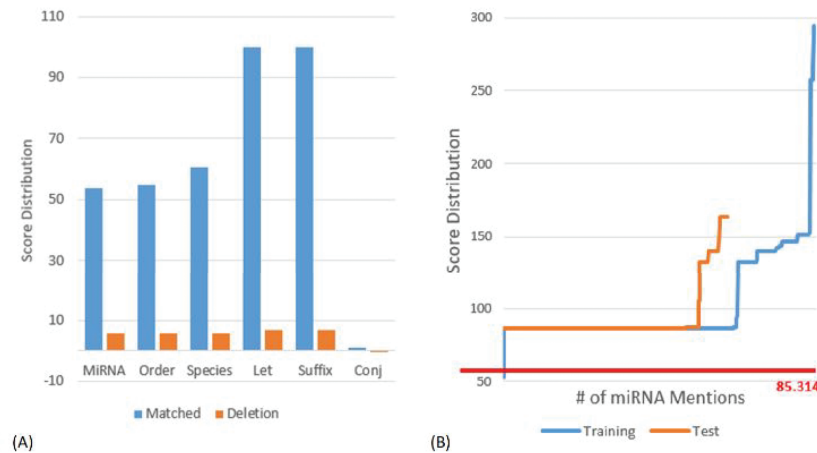 110
90
70
50
30
10
-10
Score Distribution
MiRNA Order Species Let Suffix Conj
Matched Deletion
(A)
300
250
200
150
100
50
Score Distribution
85.314
# of miRNA Mentions
Training Test
(B)